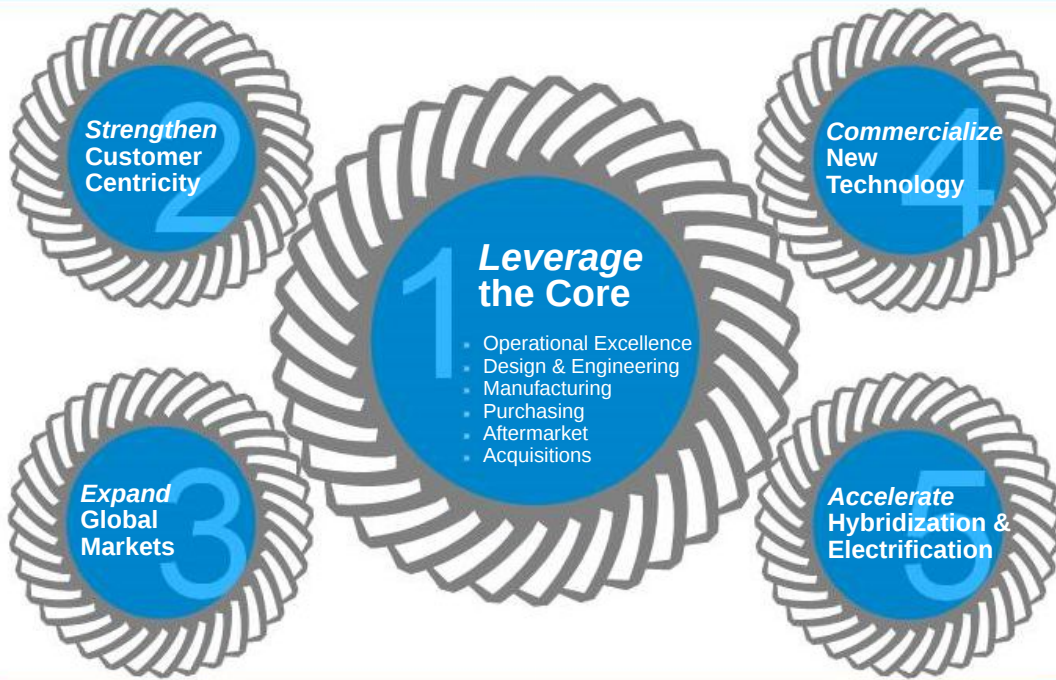 1
Leverage
the Core
Operational Excellence
Design & Engineering
Manufacturing
Purchasing
Aftermarket
Acquisitions
2
Strengthen
Customer
Centricity
3
Expand
Global
Markets
4
Commercialize
New
Technology
5
Accelerate
Hybridization &
Electrification